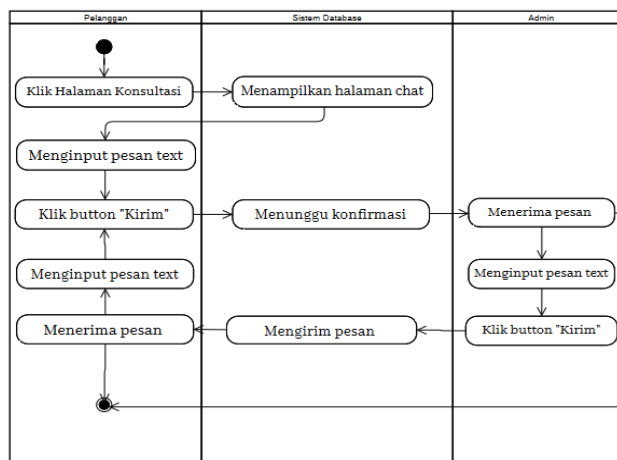 Pelanggan
Sistem Database
Admin
Klik Halaman Konsultasi
Menampilkan halaman chat
Menginput pesan text
Klik button "Kirim"
Menunggu konfirmasi
Menerima pesan
Menginput pesan text
Menginput pesan text
Menerima pesan
Mengirim pesan
Klik button "Kirim"